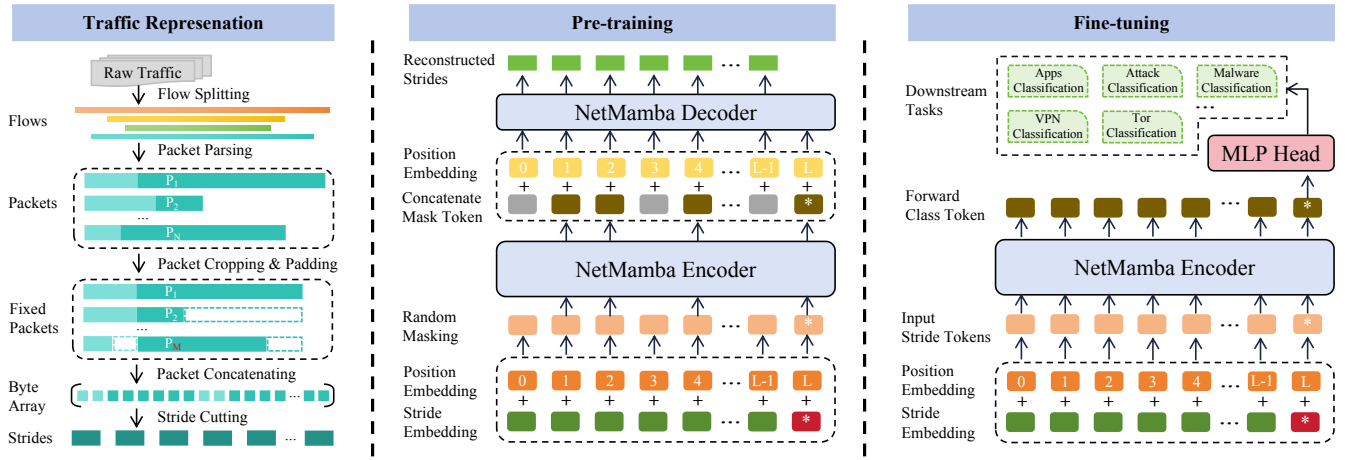 Traffic Represenation
Raw Traffic
Flow Splitting
Flows
Packet Parsing
P1
Packets
P2
...
PN
Packet Cropping & Padding
P1
Fixed
Packets
P2
...
PM
Packet Concatenating
Byte
Array
...
Stride Cutting
Strides
...
Pre-training
Reconstructed
Strides
...
NetMamba Decoder
Position
Embedding
0 1 2 3 4 ... L-1 L
+ + + + + + +
Concatenate
Mask Token
... *
NetMamba Encoder
Random
Masking
... *
Position
Embedding
0 1 2 3 4 ... L-1 L
+ + + + + + +
Stride
Embedding
... *
Fine-tuning
Downstream
Tasks
Apps
Classification
Attack
Classification
Malware
Classification
...
VPN
Classification
Tor
Classification
MLP Head
Forward
Class Token
... *
NetMamba Encoder
Input
Stride Tokens
... *
Position
Embedding
0 1 2 3 4 ... L-1 L
+ + + + + + +
Stride
Embedding
... *